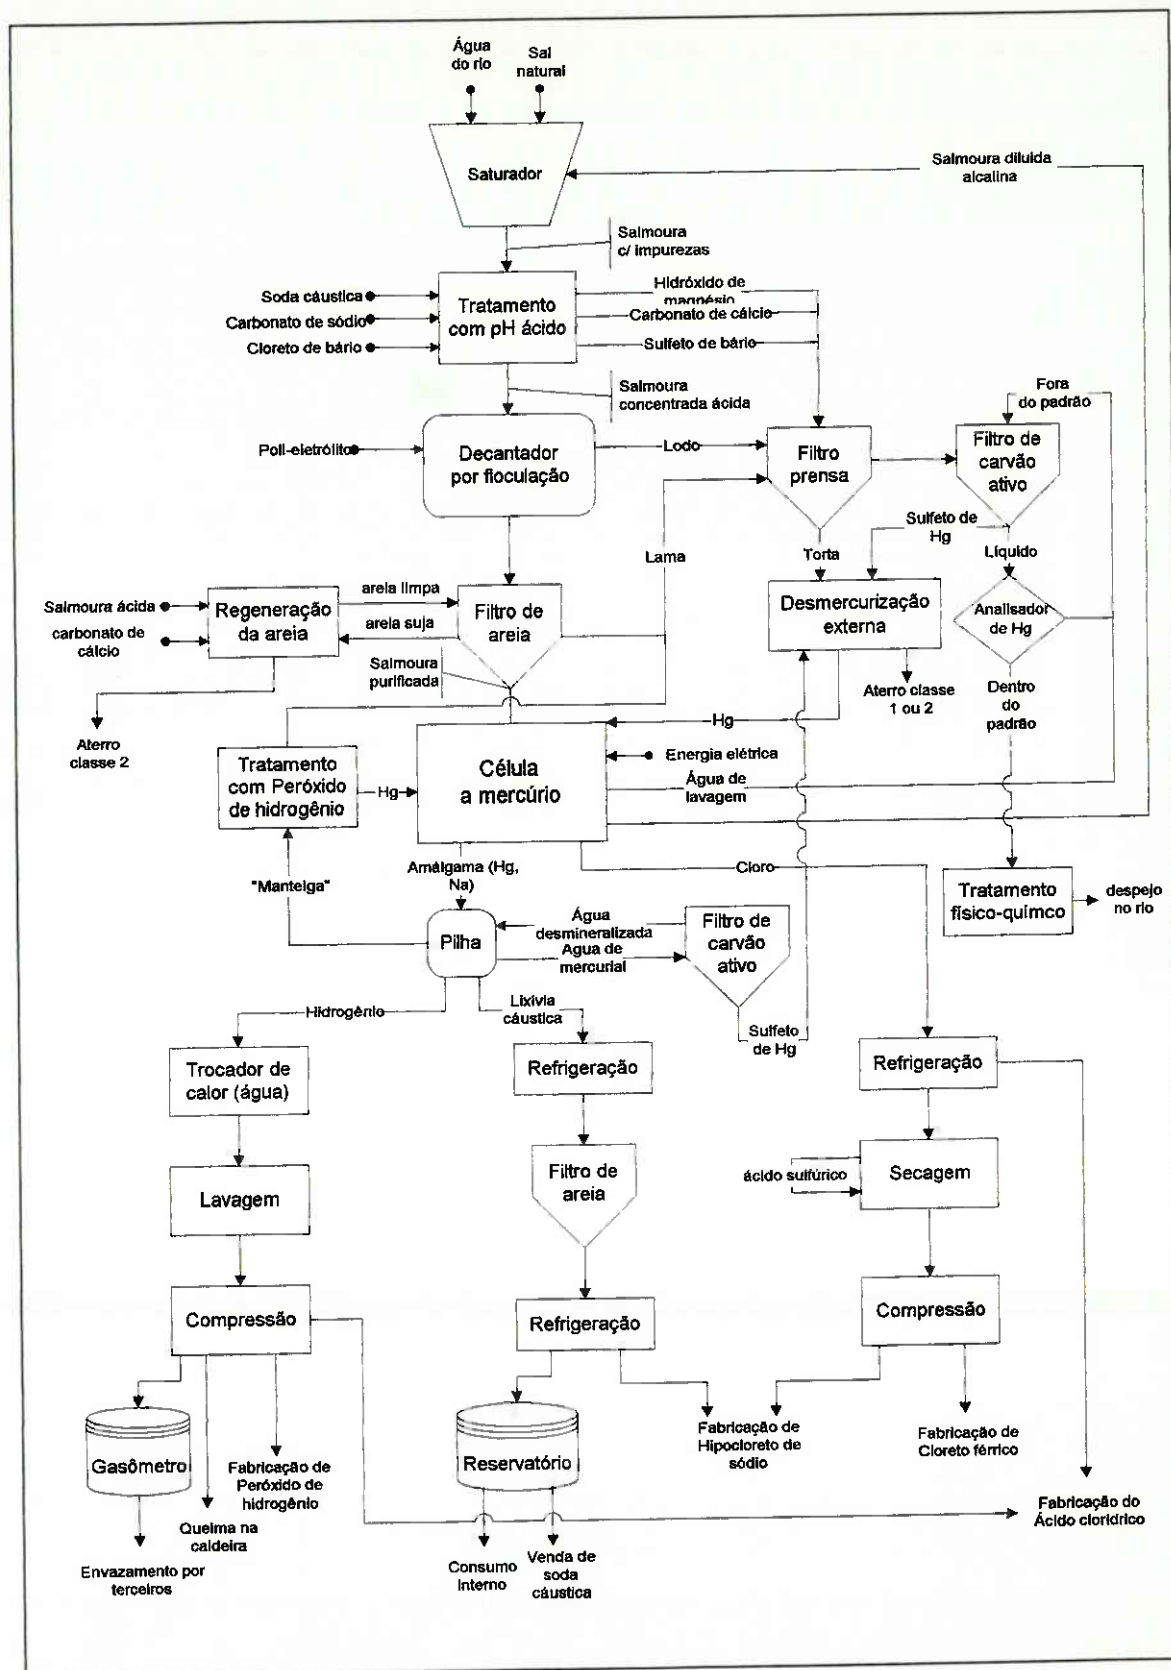 Água
do rio
Sal
natural
Saturador
Salmoura diluida
alcalina
Salmoura
c/ impurezas
Soda cáustica
Carbonato de sódio
Cloreto de bário
Tratamento
com pH ácido
Hidróxido de
magnésio
Carbonato de cálcio
Sulfeto de bário
Salmoura
concentrada ácida
Fora
do padrão
Poli-eletrólito
Decantador
por floculação
Lodo
Filtro
prensa
Filtro de
carvão
ativo
Sulfeto de
Hg
Líquido
Torta
Lama
Salmoura ácida
carbonato de
cálcio
Regeneração
da areia
areia limpa
areia suja
Filtro de
areia
Desmercurização
externa
Analisador
de Hg
Salmoura
purificada
Aterro classe
1 ou 2
Dentro
do
padrão
Aterro
classe 2
Hg
Energia elétrica
Tratamento
com Peróxido
de hidrogênio
Hg
Célula
a mercúrio
Água de
lavagem
Amálgama (Hg,
Na)
Cloro
"Manteiga"
Pilha
Água
desmineralizada
Agua de
mercurial
Filtro de
carvão
ativo
Tratamento
físico-químco
despejo
no rio
Hidrogênio
Lixivia
cáustica
Sulfeto
de Hg
Trocador de
calor (água)
Refrigeração
Refrigeração
Lavagem
Filtro de
areia
ácido sulfúrico
Secagem
Compressão
Refrigeração
Compressão
Gasômetro
Fabricação de
Peróxido de
hidrogênio
Reservatório
Fabricação de
Hipocloreto de
sódio
Fabricação de
Cloreto férrico
Queima na
caldeira
Fabricação do
Ácido cloridrico
Envazamento por
terceiros
Consumo
Interno
Venda de
soda
cáustica